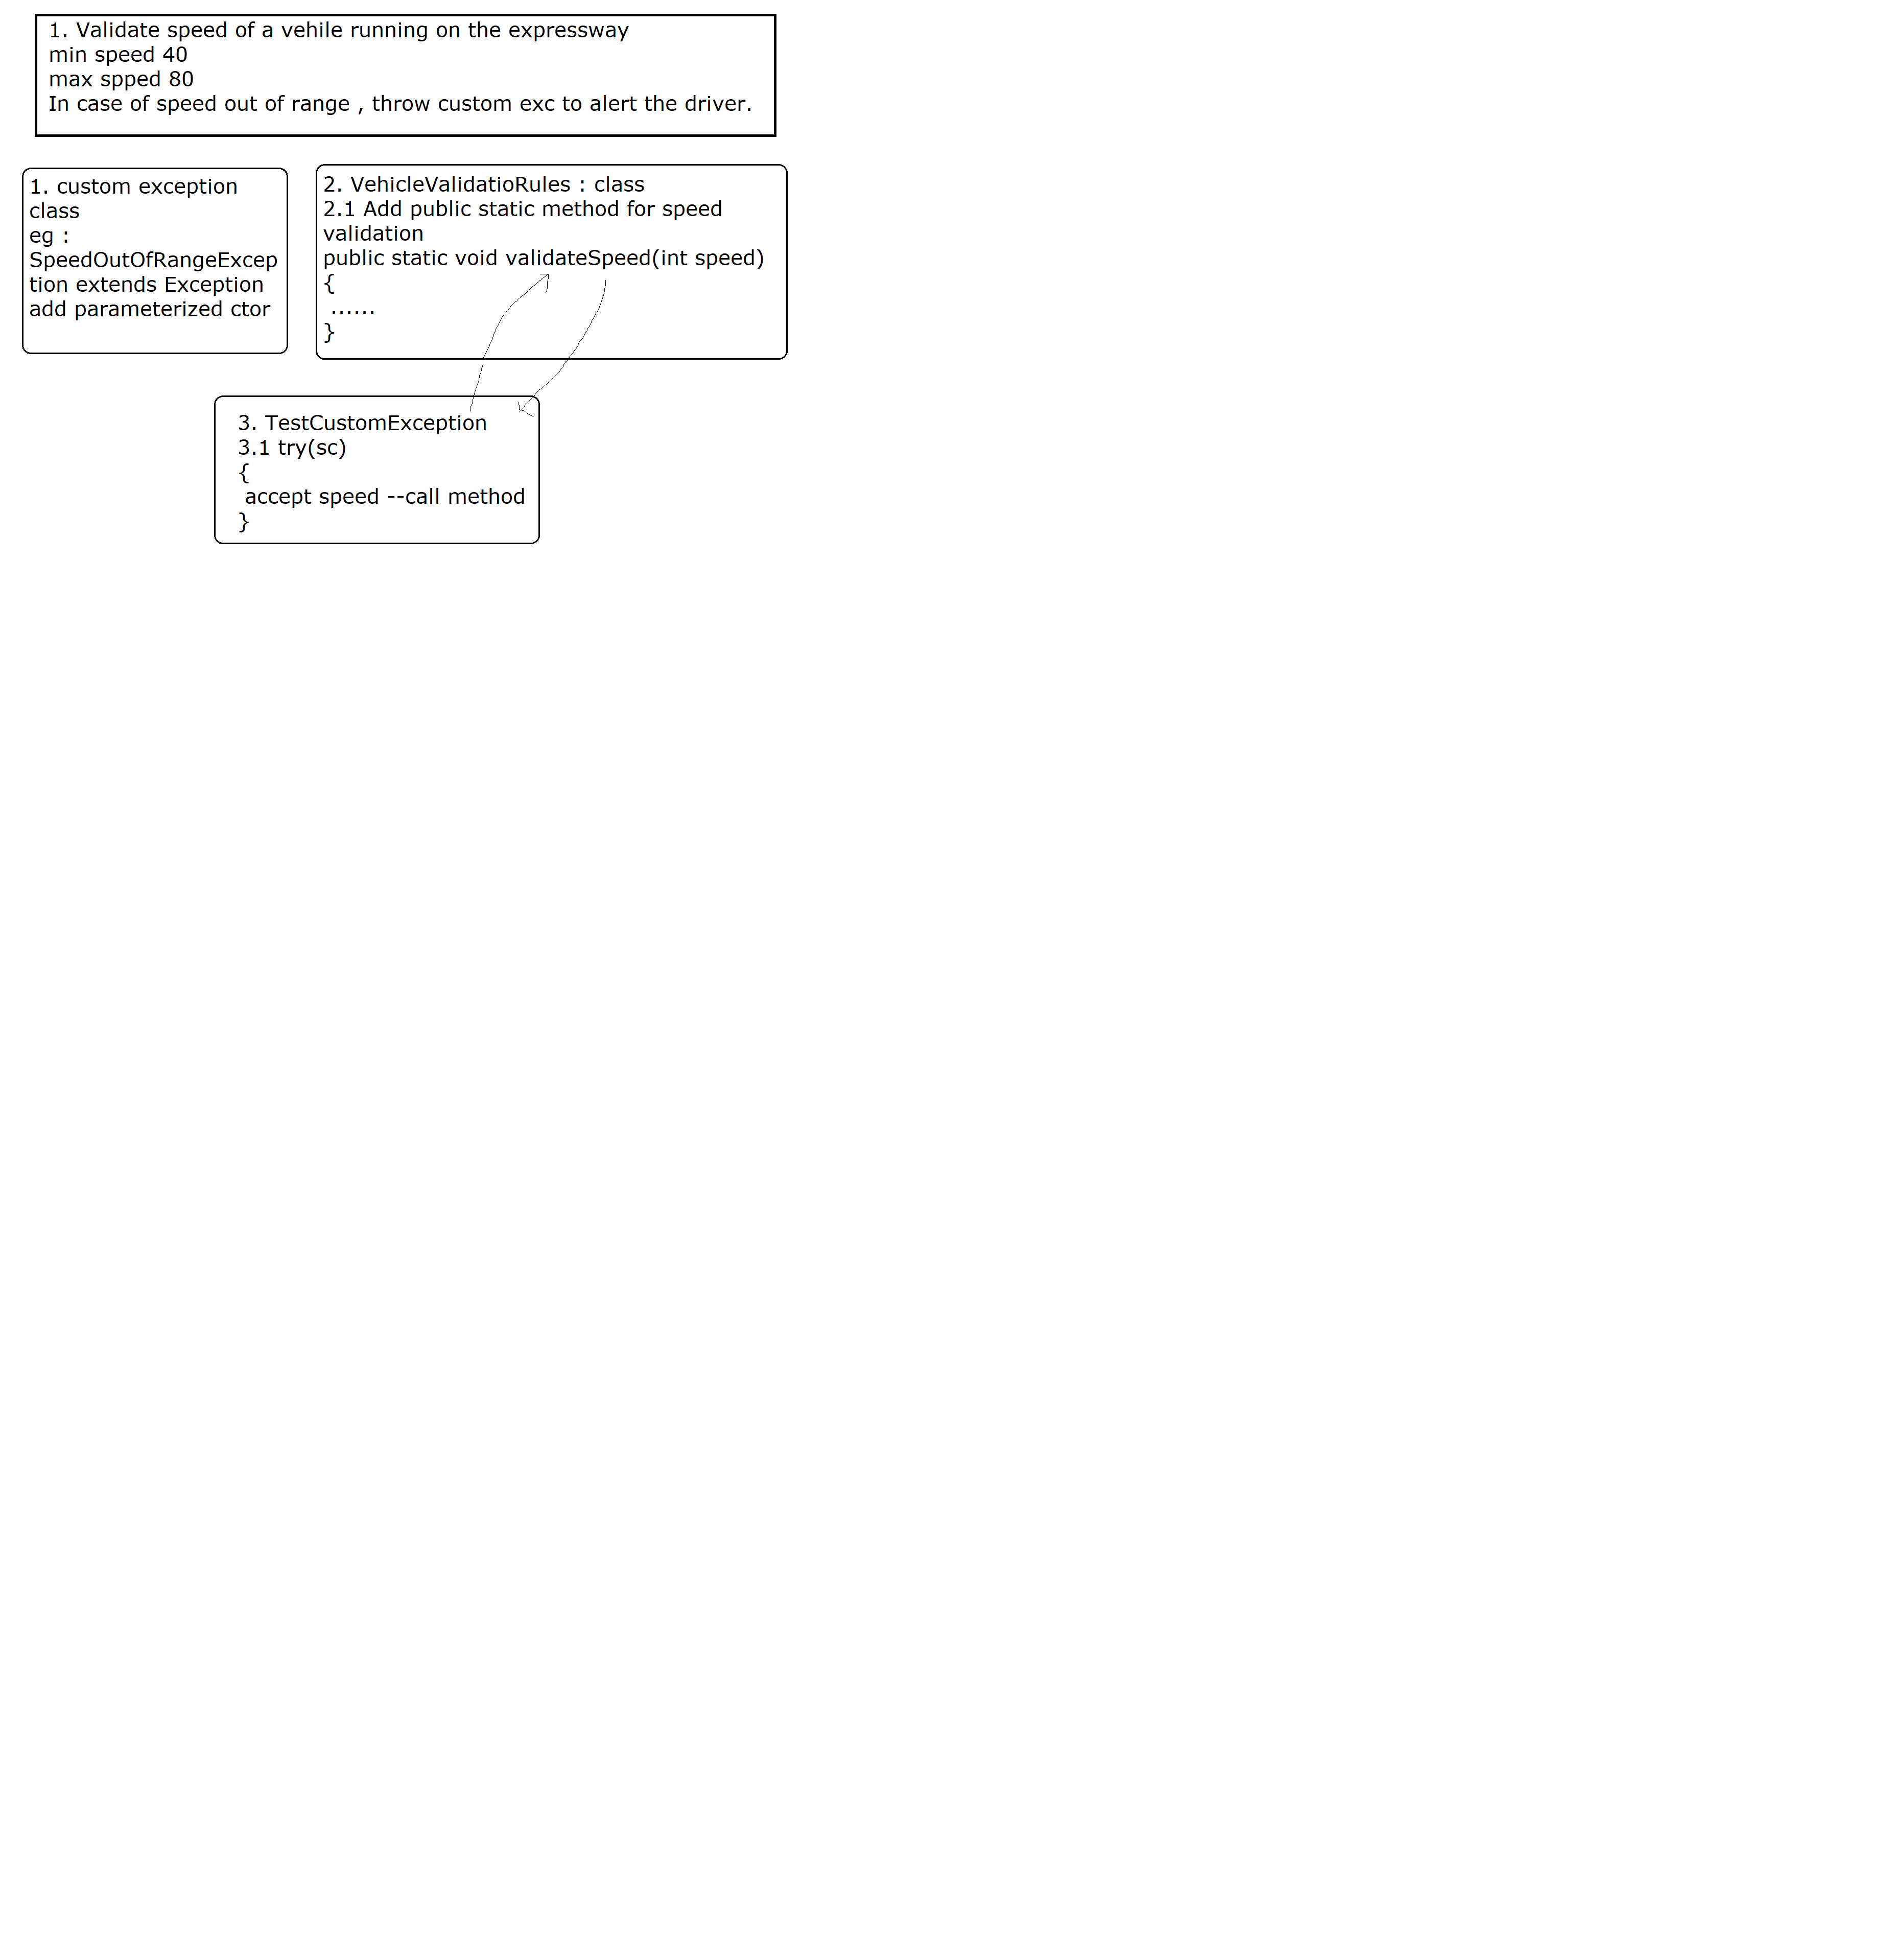 1. Validate speed of a vehile running on the expressway
min speed 40
max spped 80
In case of speed out of range , throw custom exc to alert the driver.
1. custom exception
class
eg :
SpeedOutOfRangeExcep
tion extends Exception
add parameterized ctor
2. VehicleValidatioRules : class
2.1 Add public static method for speed
validation
public static void validateSpeed(int speed)
{
......
}
3. TestCustomException
3.1 try(sc)
{
accept speed --call method
}